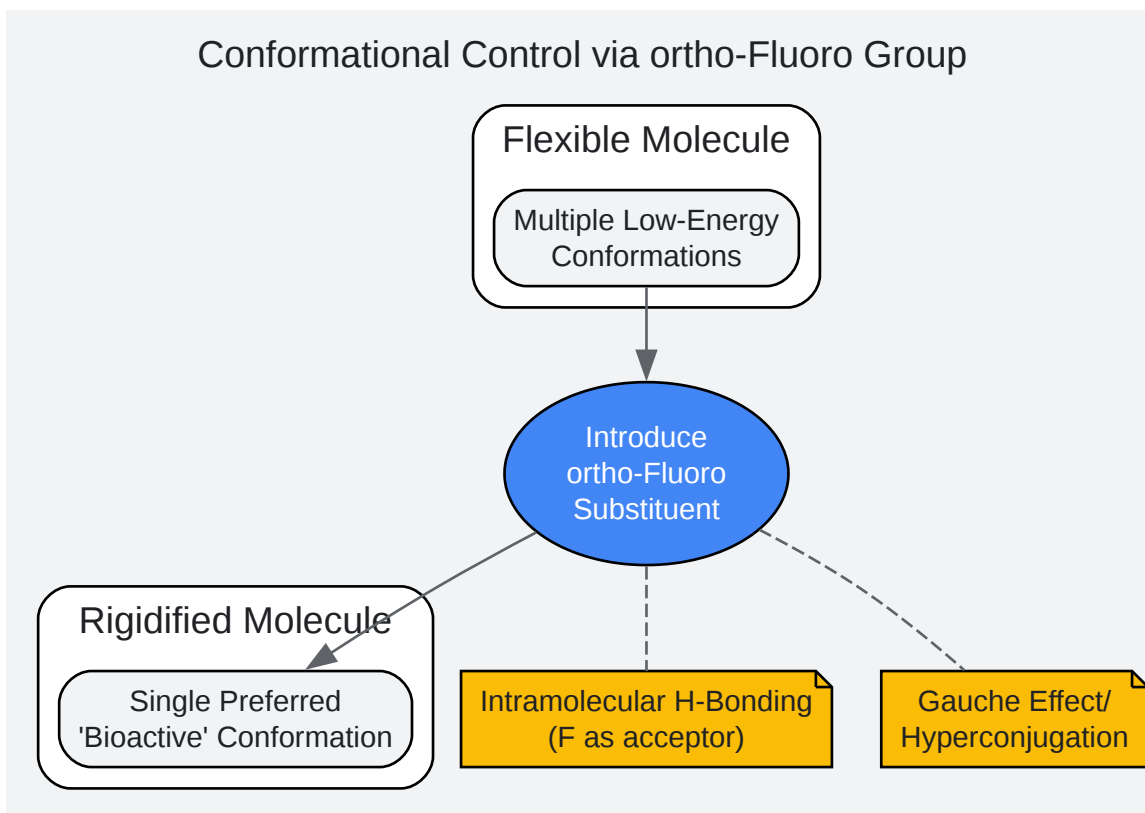 Conformational Control via ortho-Fluoro Group
Flexible Molecule
Multiple Low-Energy
Conformations
Introduce
ortho-Fluoro
Substituent
Rigidified Molecule
Single Preferred
'Bioactive' Conformation
Intramolecular H-Bonding
(F as acceptor)
Gauche Effect/
Hyperconjugation